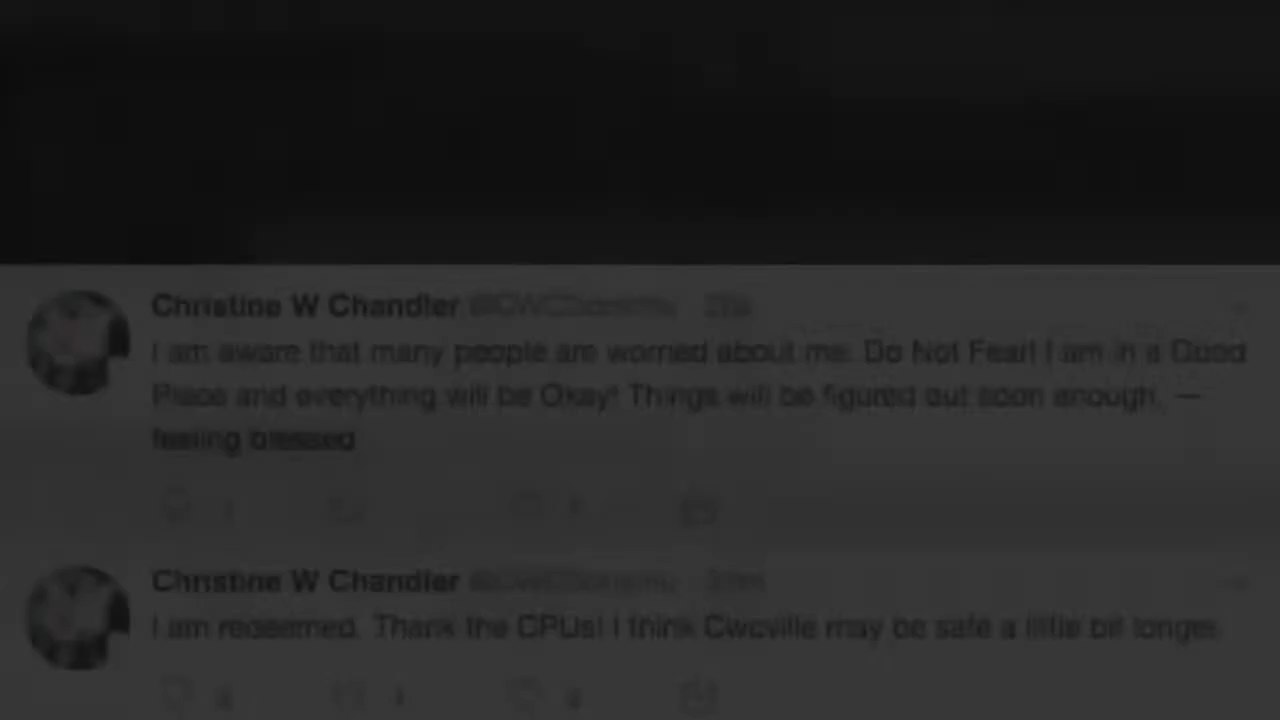 Christine W Chandler
I am aware that many people are worried about me. Do Not Fear! I am in a Good
Place and everything will be Okay! Things will be figured out soon enough. —
feeling blessed
Christine W Chandler
I am redeemed. Thank the CPUs! I think Cwcville may be safe a little bit longer.